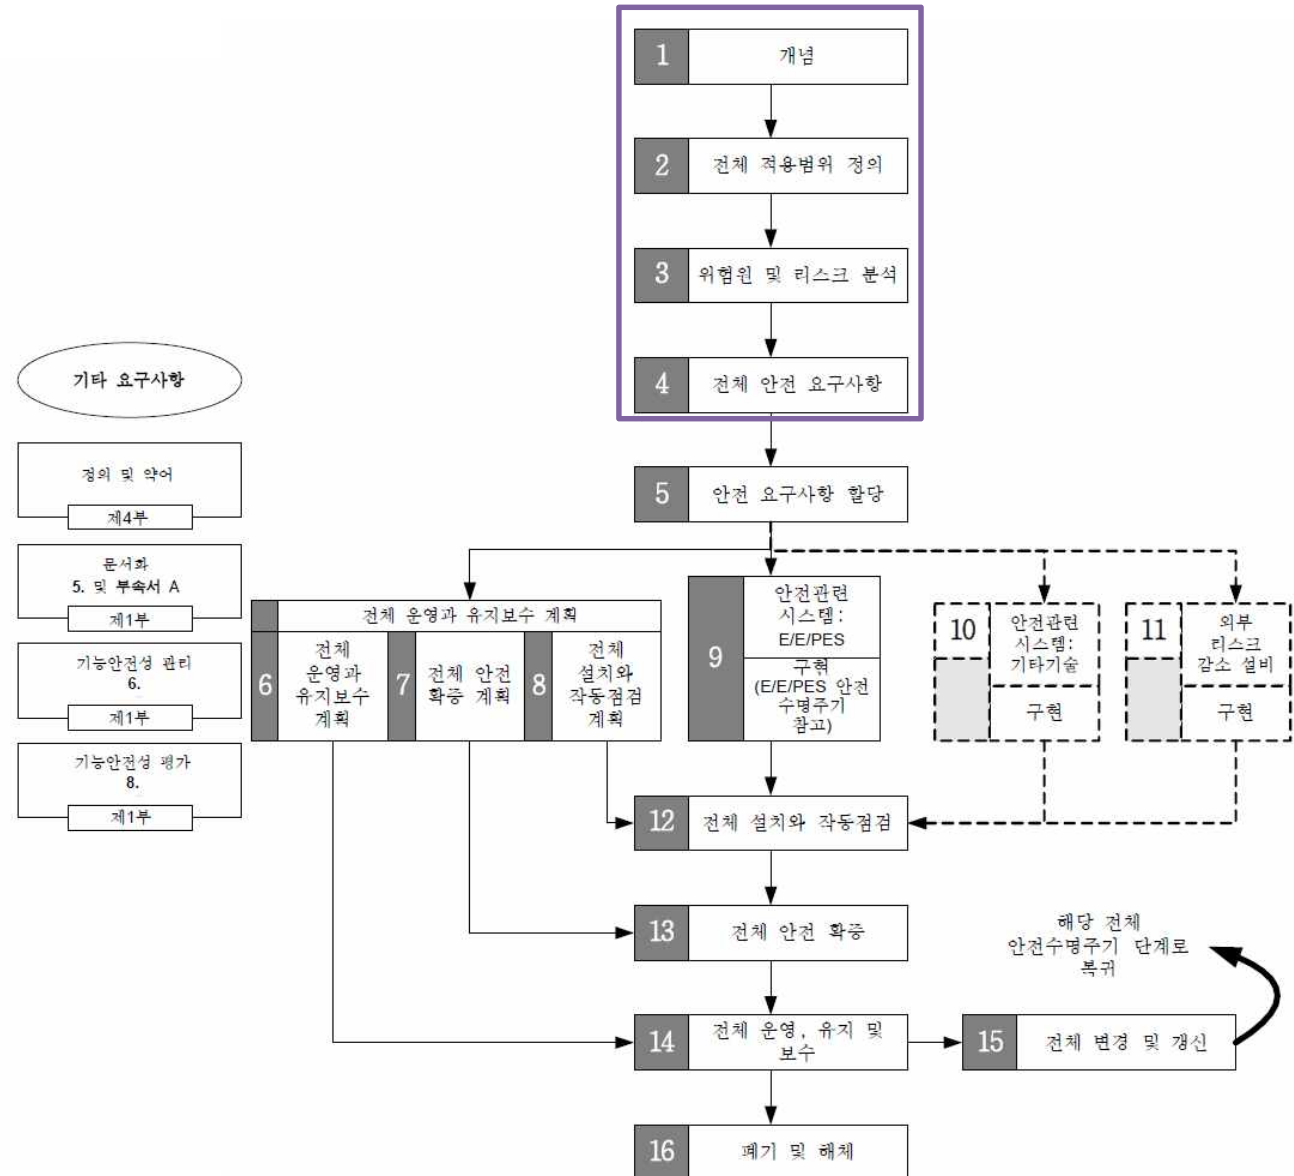 1 개념
2 전체 적용범위 정의
3 위험원 및 리스크 분석
4 전체 안전 요구사항
기타 요구사항
정의 및 약어
제4부
문서화
5. 및 부속서 A
제1부
기능안전성 관리
6.
제1부
기능안전성 평가
8.
제1부
5 안전 요구사항 할당
전체 운영과 유지보수 계획
6
전체
운영과
유지보수
계획
7
전체 안전
확증 계획
8
전체
설치와
작동점검
계획
9
안전관련
시스템:
E/E/PES
구현
(E/E/PES 안전
수명주기
참고)
10
안전관련
시스템:
기타기술
구현
11
외부
리스크
감소 설비
구현
12 전체 설치와 작동점검
13 전체 안전 확증
해당 전체
안전수명주기 단계로
복귀
14
전체 운영, 유지 및
보수
15 전체 변경 및 갱신
16 폐기 및 해체